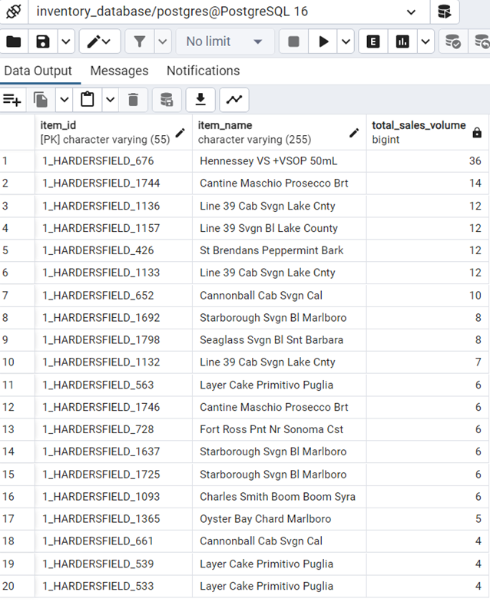 inventory_database/postgres@PostgreSQL 16
No limit
E
Data Output Messages Notifications
item_id item_name total_sales_volume
[PK] character varying (55) character varying (255) bigint
1 1_HARDERSFIELD_676 Hennessey VS +VSOP 50mL 36
2 1_HARDERSFIELD_1744 Cantine Maschio Prosecco Brt 14
3 1_HARDERSFIELD_1136 Line 39 Cab Svgn Lake Cnty 12
4 1_HARDERSFIELD_1157 Line 39 Svgn Bl Lake County 12
5 1_HARDERSFIELD_426 St Brendans Peppermint Bark 12
6 1_HARDERSFIELD_1133 Line 39 Cab Svgn Lake Cnty 12
7 1_HARDERSFIELD_652 Cannonball Cab Svgn Cal 10
8 1_HARDERSFIELD_1692 Starborough Svgn Bl Marlboro 8
9 1_HARDERSFIELD_1798 Seaglass Svgn Bl Snt Barbara 8
10 1_HARDERSFIELD_1132 Line 39 Cab Svgn Lake Cnty 7
11 1_HARDERSFIELD_563 Layer Cake Primitivo Puglia 6
12 1_HARDERSFIELD_1746 Cantine Maschio Prosecco Brt 6
13 1_HARDERSFIELD_728 Fort Ross Pnt Nr Sonoma Cst 6
14 1_HARDERSFIELD_1637 Starborough Svgn Bl Marlboro 6
15 1_HARDERSFIELD_1725 Starborough Svgn Bl Marlboro 6
16 1_HARDERSFIELD_1093 Charles Smith Boom Boom Syra 6
17 1_HARDERSFIELD_1365 Oyster Bay Chard Marlboro 5
18 1_HARDERSFIELD_661 Cannonball Cab Svgn Cal 4
19 1_HARDERSFIELD_539 Layer Cake Primitivo Puglia 4
20 1_HARDERSFIELD_533 Layer Cake Primitivo Puglia 4